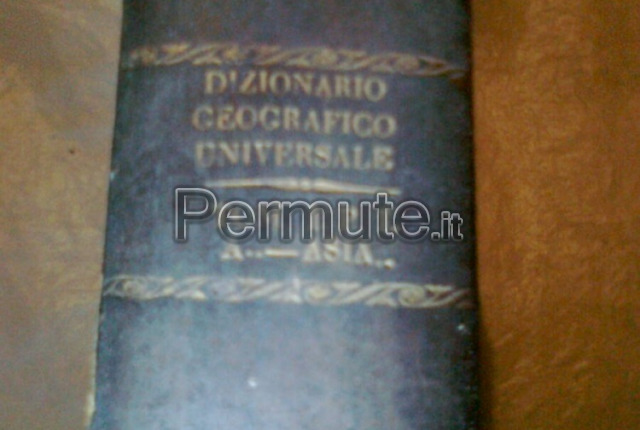 DIZIONARIO
GEOGRAFICO
UNIVERSALE
Permute.it
A..—ASIA..